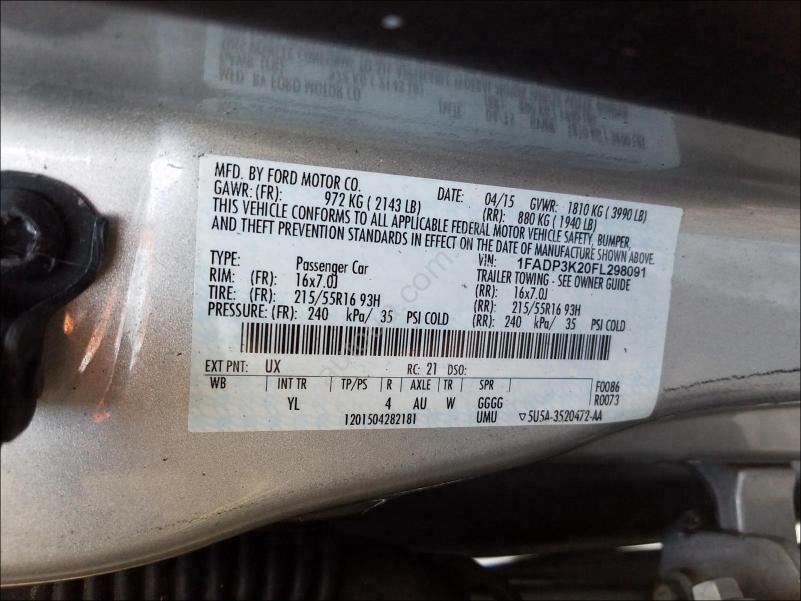 MFD. BY FORD MOTOR CO.
DATE: 04/15 GVWR: 1810 KG ( 3990 LB)
GAWR: (FR): 972 KG ( 2143 LB) (RR): 880 KG ( 1940 LB)
THIS VEHICLE CONFORMS TO ALL APPLICABLE FEDERAL MOTOR VEHICLE SAFETY, BUMPER,
AND THEFT PREVENTION STANDARDS IN EFFECT ON THE DATE OF MANUFACTURE SHOWN ABOVE.
VIN: 1FADP3K20FL298091
TYPE: Passenger Car TRAILER TOWING - SEE OWNER GUIDE
RIM: (FR): 16x7.0J (RR): 16x7.0J
TIRE: (FR): 215/55R16 93H (RR): 215/55R16 93H
PRESSURE: (FR): 240 kPa/ 35 PSI COLD (RR): 240 kPa/ 35 PSI COLD
EXT PNT: UX RC: 21 DSO:
WB INT TR TP/PS R AXLE TR SPR F0086
YL 4 AU W GGGG R0073
1201504282181 UMU ▽5U5A-3520472-AA